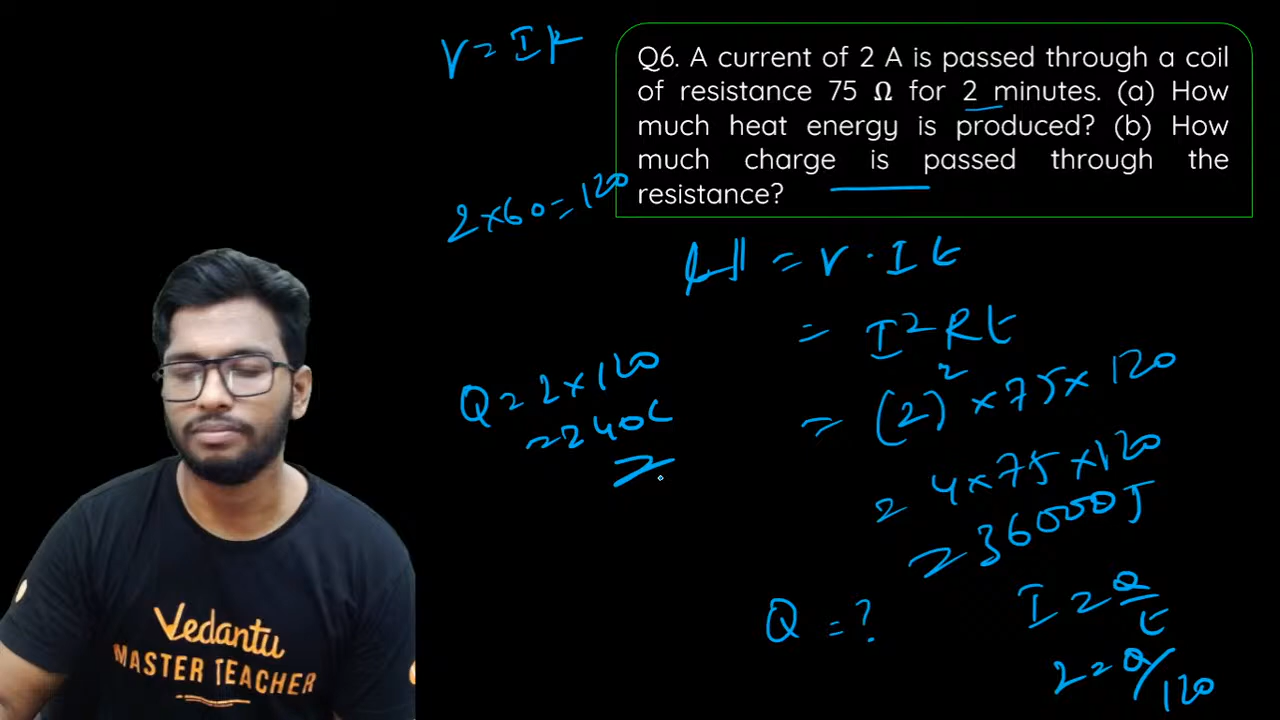 V = IR
Q6. A current of 2 A is passed through a coil
of resistance 75 Ω for 2 minutes. (a) How
much heat energy is produced? (b) How
much charge is passed through the
resistance?
2×60=120
H = V·It
= I²Rt
= (2)²×75×120
= 4×75×120
= 36000J
Q = 2×120
= 240C
Q = ?
I = Q/t
2 = Q/120
Vedantu
MASTER TEACHER